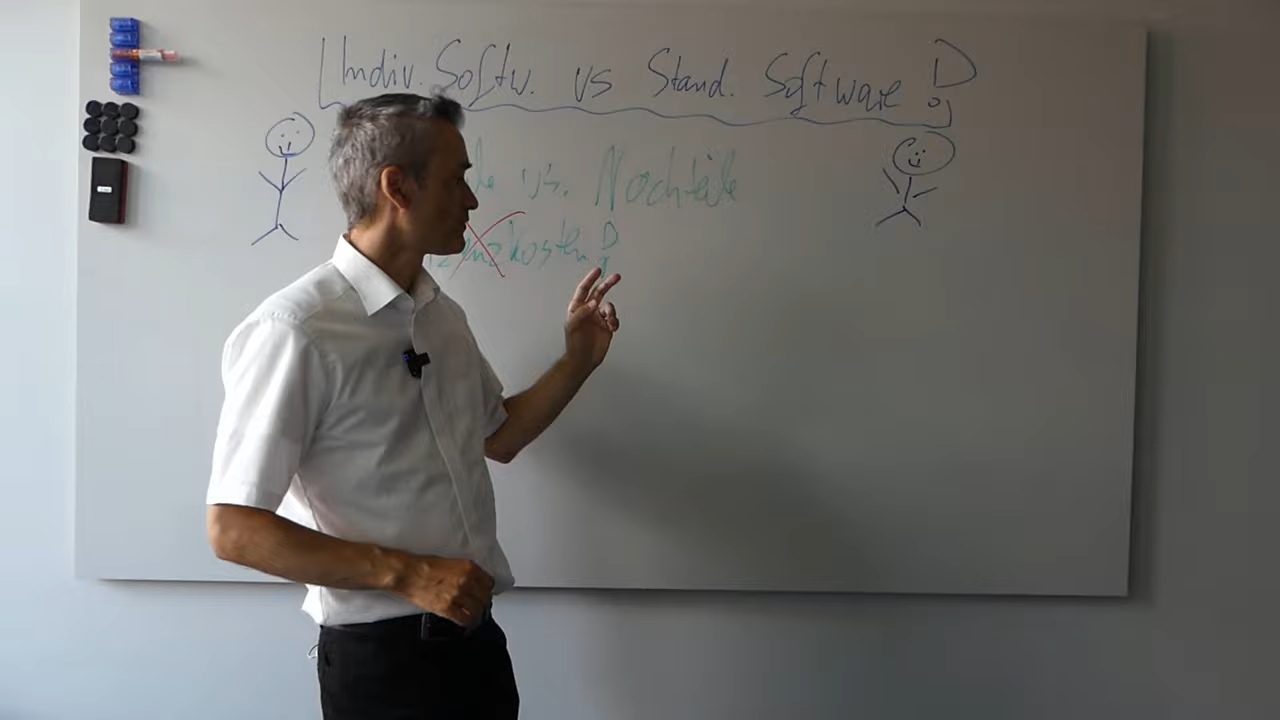 Indiv. Softw. vs Stand. Software ?!
vs. Nachteile
kosten ?